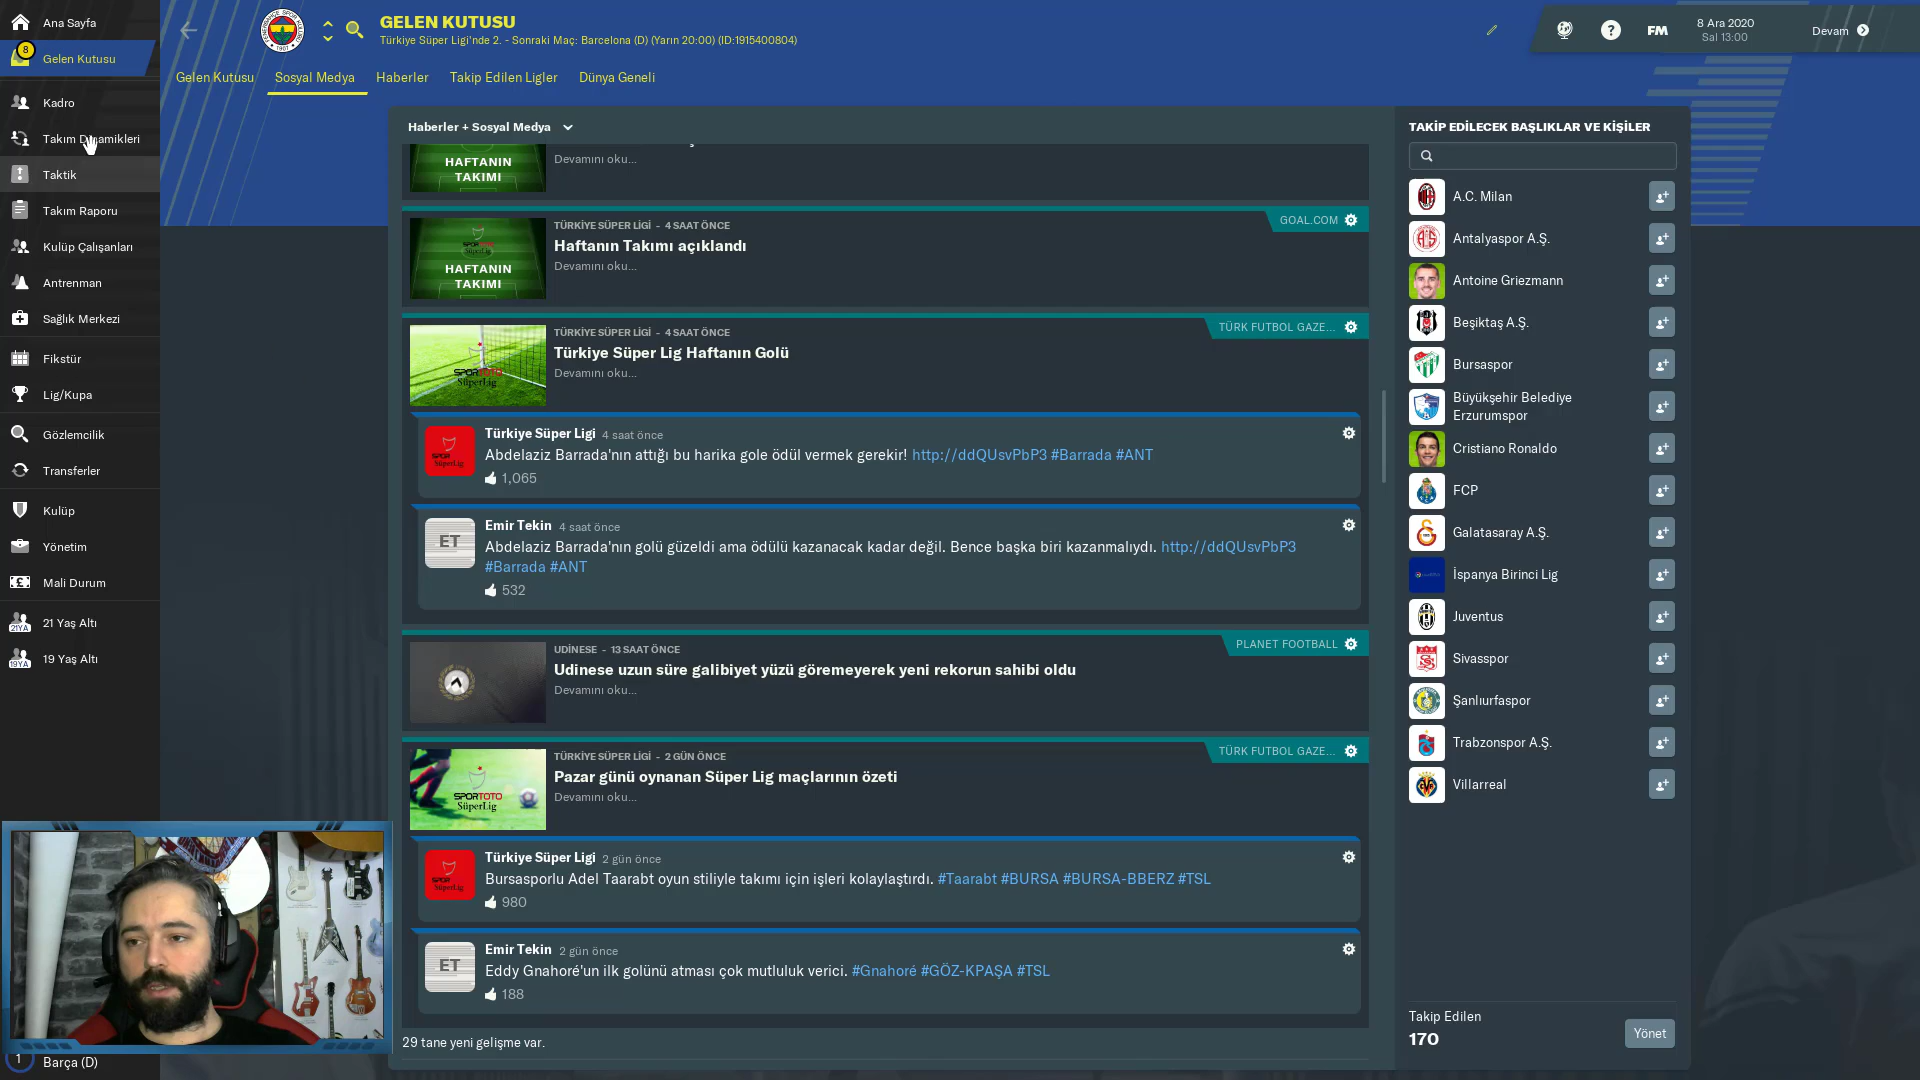 Ana Sayfa
8
Gelen Kutusu
Kadro
Takım Dinamikleri
Taktik
Takım Raporu
Kulüp Çalışanları
Antrenman
Sağlık Merkezi
Fikstür
Lig/Kupa
Gözlemcilik
Transferler
Kulüp
Yönetim
Mali Durum
21YA
21 Yaş Altı
19YA
19 Yaş Altı
1
Barça (D)
GELEN KUTUSU
Türkiye Süper Ligi'nde 2. - Sonraki Maç: Barcelona (D) (Yarın 20:00) (ID:1915400804)
?
FM
8 Ara 2020
Sal 13:00
Devam
Gelen Kutusu
Sosyal Medya
Haberler
Takip Edilen Ligler
Dünya Geneli
Haberler + Sosyal Medya
HAFTANIN
TAKIMI
Devamını oku...
HAFTANIN
TAKIMI
TÜRKİYE SÜPER LİGİ - 4 SAAT ÖNCE
GOAL.COM
Haftanın Takımı açıklandı
Devamını oku...
SPORTOTO
SüperLig
TÜRKİYE SÜPER LİGİ - 4 SAAT ÖNCE
TÜRK FUTBOL GAZE...
Türkiye Süper Lig Haftanın Golü
Devamını oku...
Türkiye Süper Ligi 4 saat önce
Abdelaziz Barrada'nın attığı bu harika gole ödül vermek gerekir! http://ddQUsvPbP3 #Barrada #ANT
1,065
ET
Emir Tekin 4 saat önce
Abdelaziz Barrada'nın golü güzeldi ama ödülü kazanacak kadar değil. Bence başka biri kazanmalıydı. http://ddQUsvPbP3
#Barrada #ANT
532
UDINESE - 13 SAAT ÖNCE
PLANET FOOTBALL
Udinese uzun süre galibiyet yüzü göremeyerek yeni rekorun sahibi oldu
Devamını oku...
SPORTOTO
SüperLig
TÜRKİYE SÜPER LİGİ - 2 GÜN ÖNCE
TÜRK FUTBOL GAZE...
Pazar günü oynanan Süper Lig maçlarının özeti
Devamını oku...
Türkiye Süper Ligi 2 gün önce
Bursasporlu Adel Taarabt oyun stiliyle takımı için işleri kolaylaştırdı. #Taarabt #BURSA #BURSA-BBERZ #TSL
980
ET
Emir Tekin 2 gün önce
Eddy Gnahoré'un ilk golünü atması çok mutluluk verici. #Gnahoré #GÖZ-KPAŞA #TSL
188
29 tane yeni gelişme var.
TAKİP EDİLECEK BAŞLIKLAR VE KİŞİLER
A.C. Milan
Antalyaspor A.Ş.
Antoine Griezmann
Beşiktaş A.Ş.
Bursaspor
Büyükşehir Belediye
Erzurumspor
Cristiano Ronaldo
FCP
Galatasaray A.Ş.
İspanya Birinci Lig
Juventus
Sivasspor
Şanlıurfaspor
Trabzonspor A.Ş.
Villarreal
Takip Edilen
170
Yönet